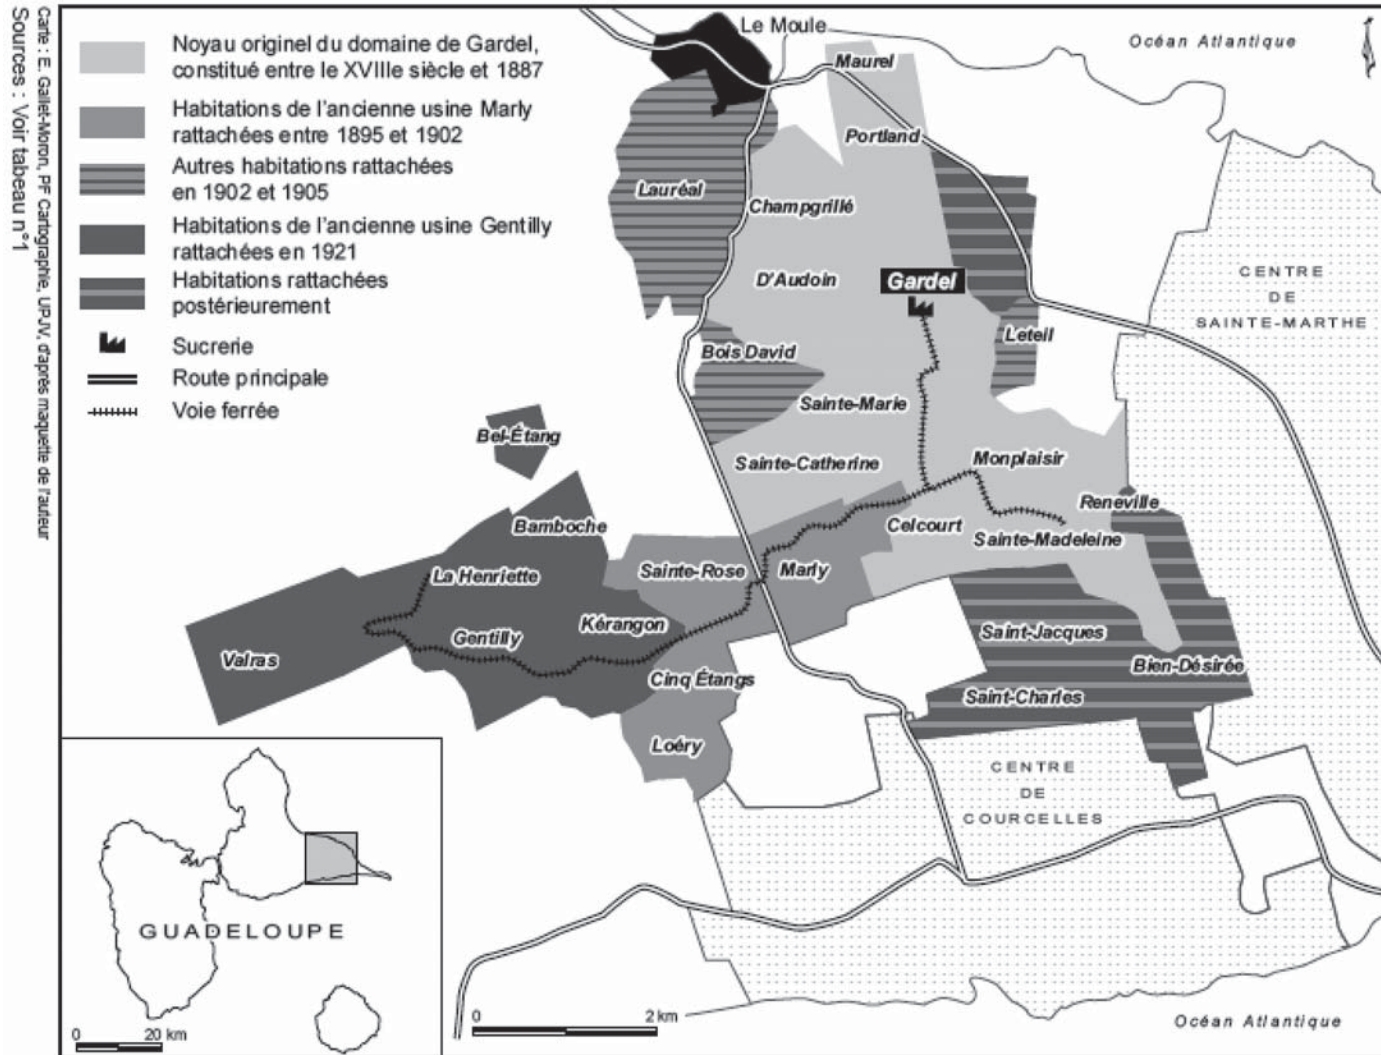 Noyau originel du domaine de Gardel,
constitué entre le XVIIIe siècle et 1887
Habitations de l'ancienne usine Marly
rattachées entre 1895 et 1902
Autres habitations rattachées
en 1902 et 1905
Habitations de l'ancienne usine Gentilly
rattachées en 1921
Habitations rattachées
postérieurement
Sucrerie
Route principale
Voie ferrée
Carte : E. Gallet-Moron, PF Cartographie, UPJV, d'après maquette de l'auteur
Sources : Voir tabeau n°1
Le Moule
Océan Atlantique
Maurel
Portland
Lauréal
Champgrillé
D'Audoin
Gardel
CENTRE
DE
SAINTE-MARTHE
Leteil
Bois David
Sainte-Marie
Bel-Étang
Sainte-Catherine
Monplaisir
Reneville
Bamboche
Celcourt
Sainte-Madeleine
La Henriette
Sainte-Rose
Marly
Kérangon
Gentilly
Saint-Jacques
Valras
Bien-Désirée
Cinq Étangs
Saint-Charles
Loéry
CENTRE
DE
COURCELLES
GUADELOUPE
0 20 km
0 2 km
Océan Atlantique